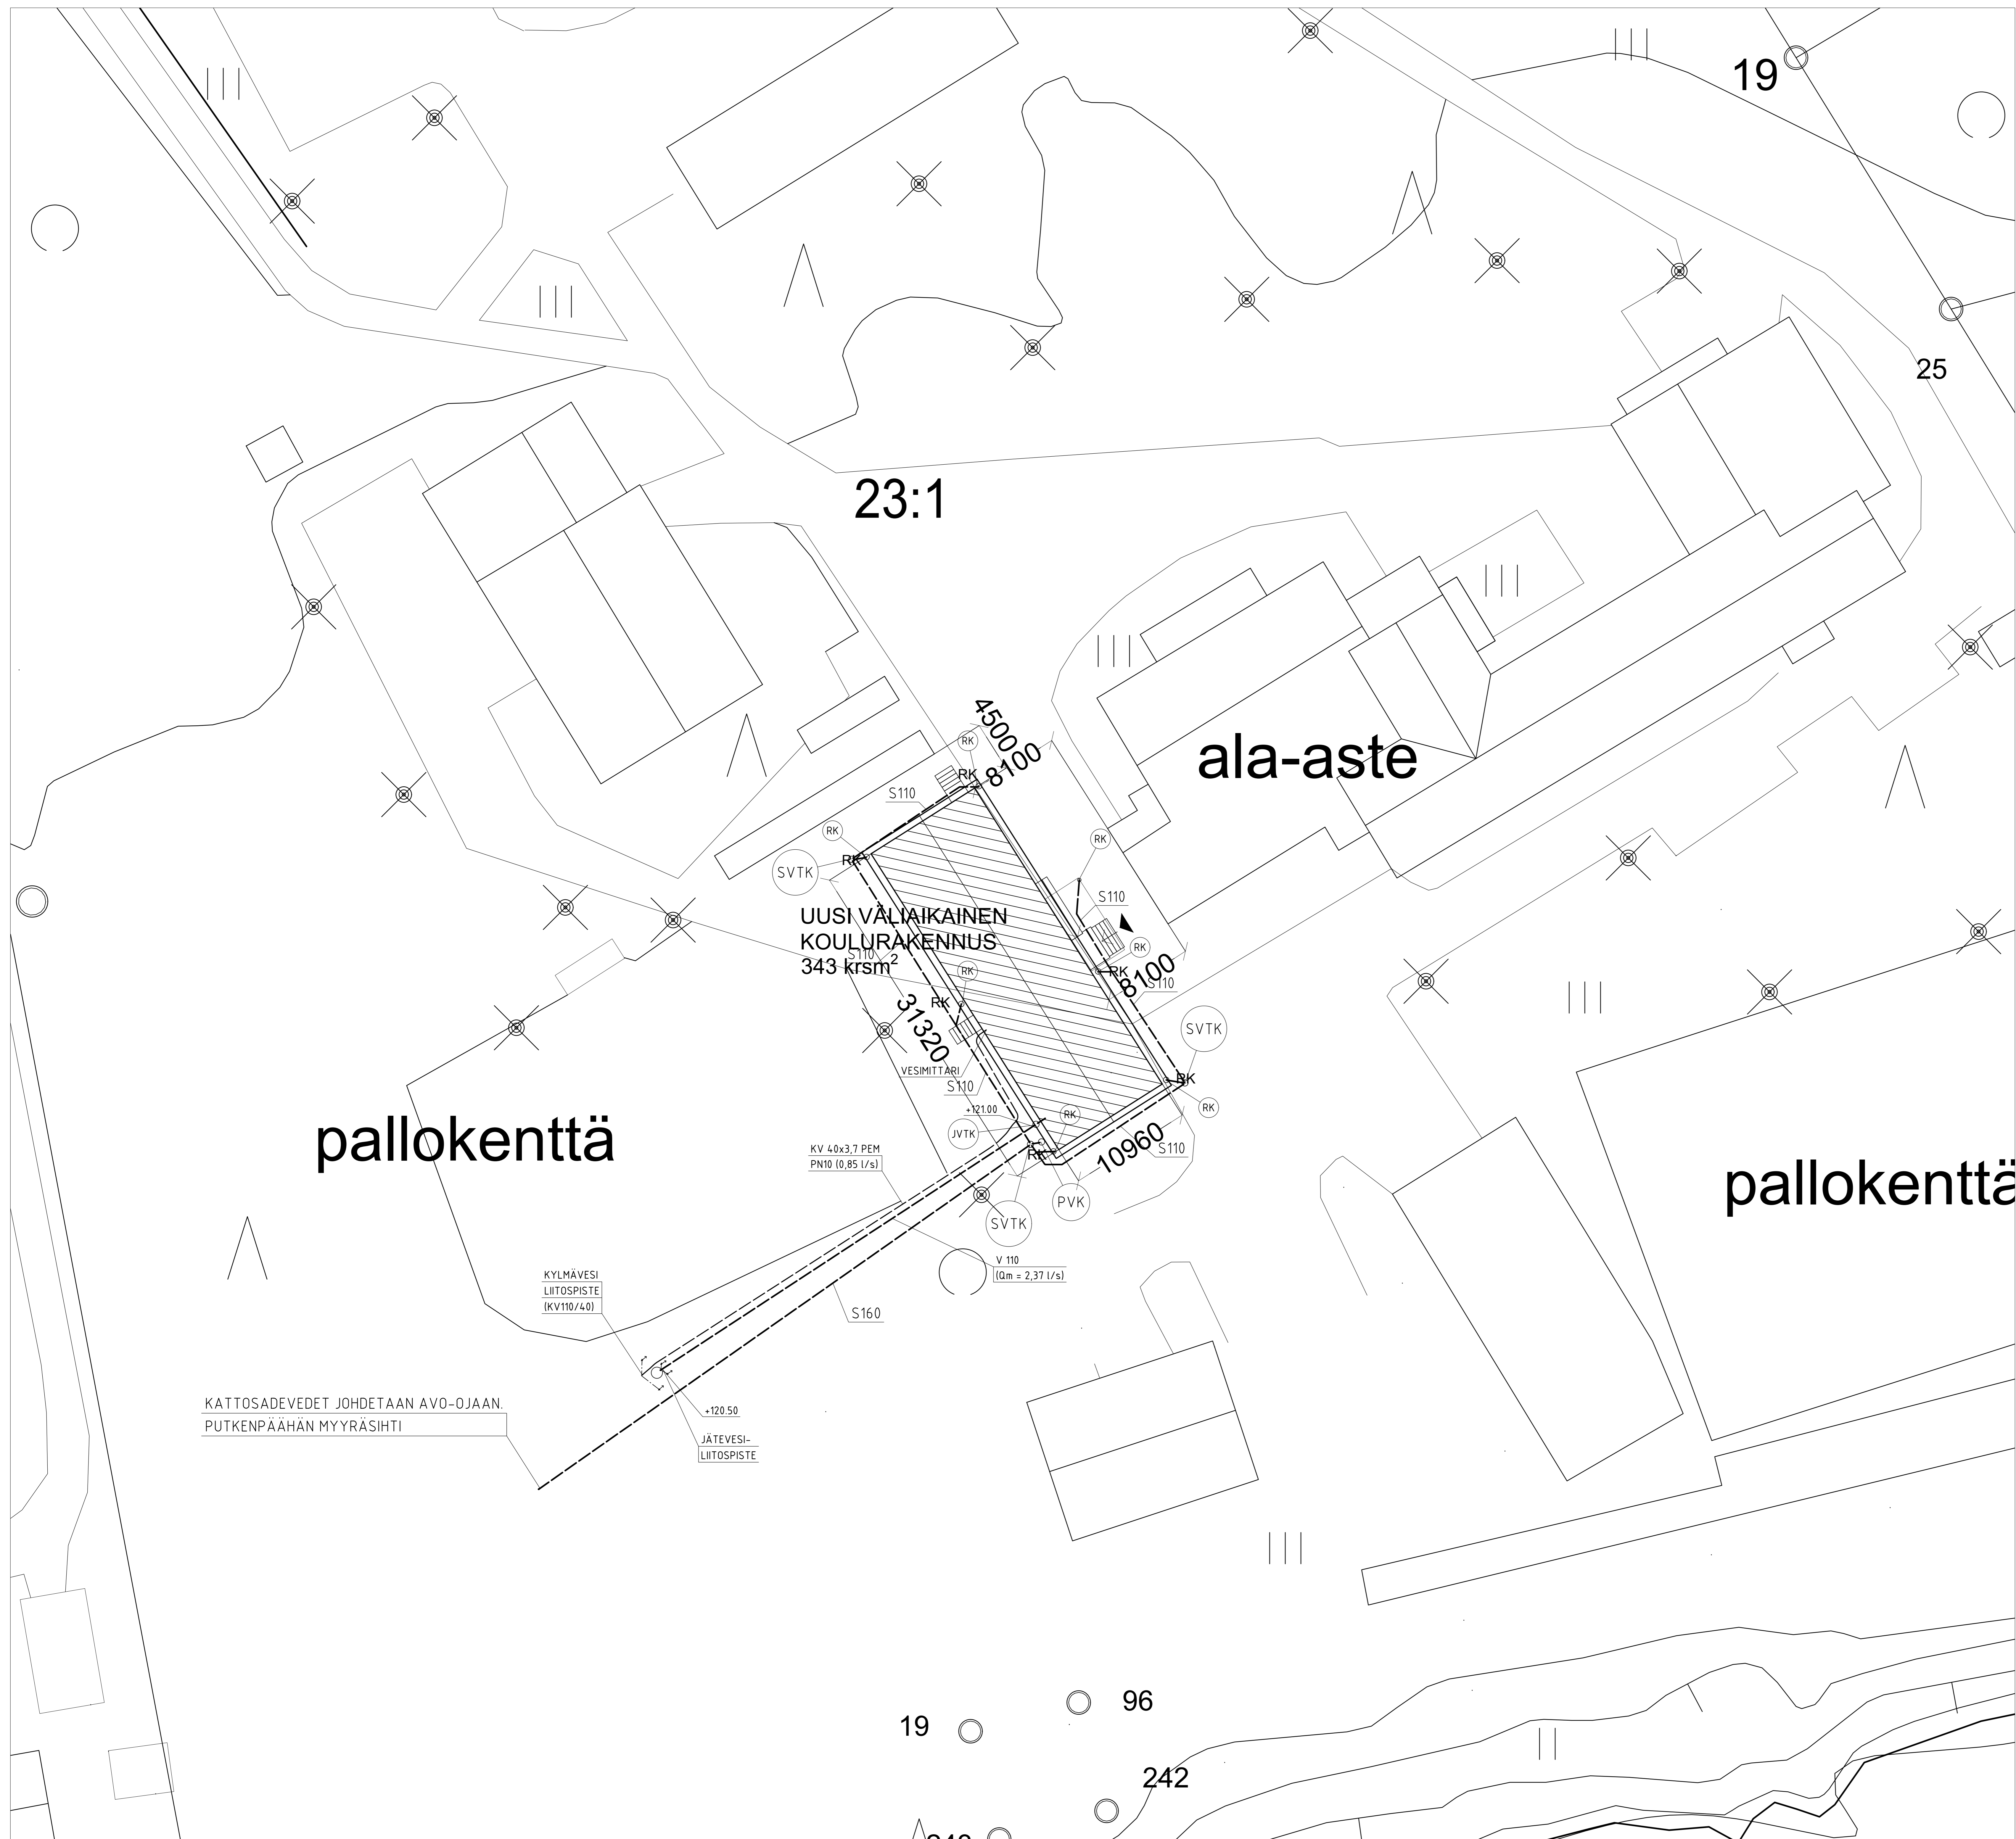 19
25
23:1
4500
RK
8100
ala-aste
RK
S110
RK
RK
RK
SVTK
UUSI VÄLIAIKAINEN
KOULURAKENNUS
343 krsm²
S110
S110
RK
RK
RK
8100
S110
RK
31320
SVTK
VESIMITTARI
S110
RK
RK
+121.00
RK
JVTK
RK
10960
S110
pallokenttä
KV 40x3,7 PEM
PN10 (0,85 l/s)
pallokenttä
PVK
SVTK
V 110
(Qm = 2,37 l/s)
KYLMÄVESI
LIITOSPISTE
(KV110/40)
S160
KATTOSADEVEDET JOHDETAAN AVO-OJAAN.
PUTKENPÄÄHÄN MYYRÄSIHTI
+120.50
JÄTEVESI-
LIITOSPISTE
96
19
242